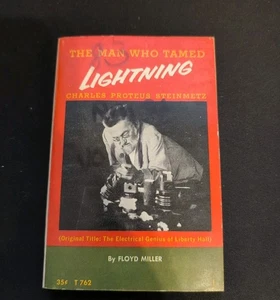 THE MAN WHO TAMED
LIGHTNING
CHARLES PROTEUS STEINMETZ
(Original Title: The Electrical Genius of Liberty Hall)
By FLOYD MILLER
35¢ T 762